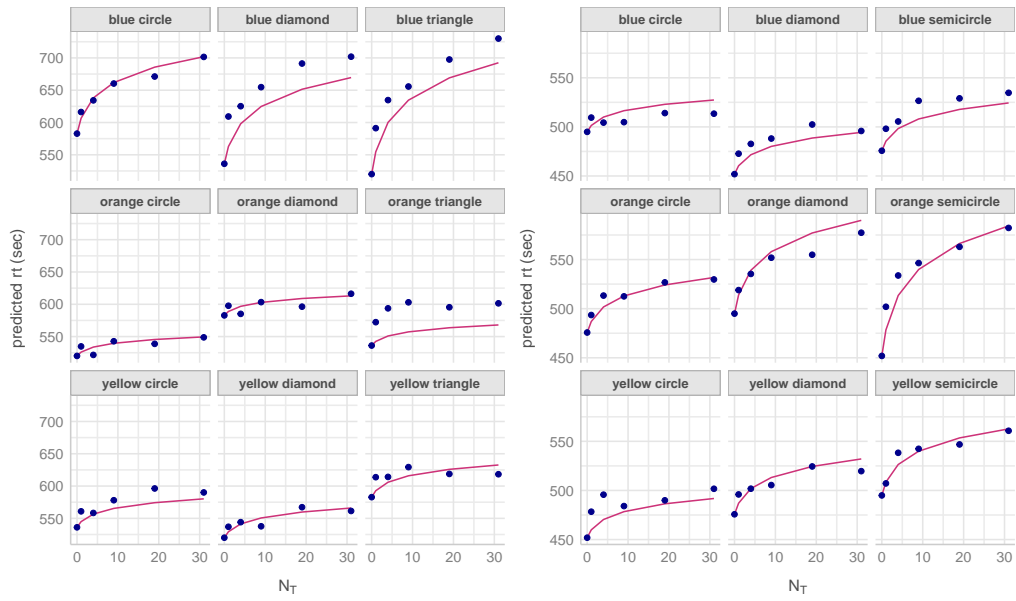 blue circle blue diamond blue triangle
700
650
600
550
orange circle orange diamond orange triangle
700
650
600
550
yellow circle yellow diamond yellow triangle
700
650
600
550
0 10 20 30 0 10 20 30 0 10 20 30
predicted rt (sec)
N_T
blue circle blue diamond blue semicircle
550
500
450
orange circle orange diamond orange semicircle
550
500
450
yellow circle yellow diamond yellow semicircle
550
500
450
0 10 20 30 0 10 20 30 0 10 20 30
predicted rt (sec)
N_T